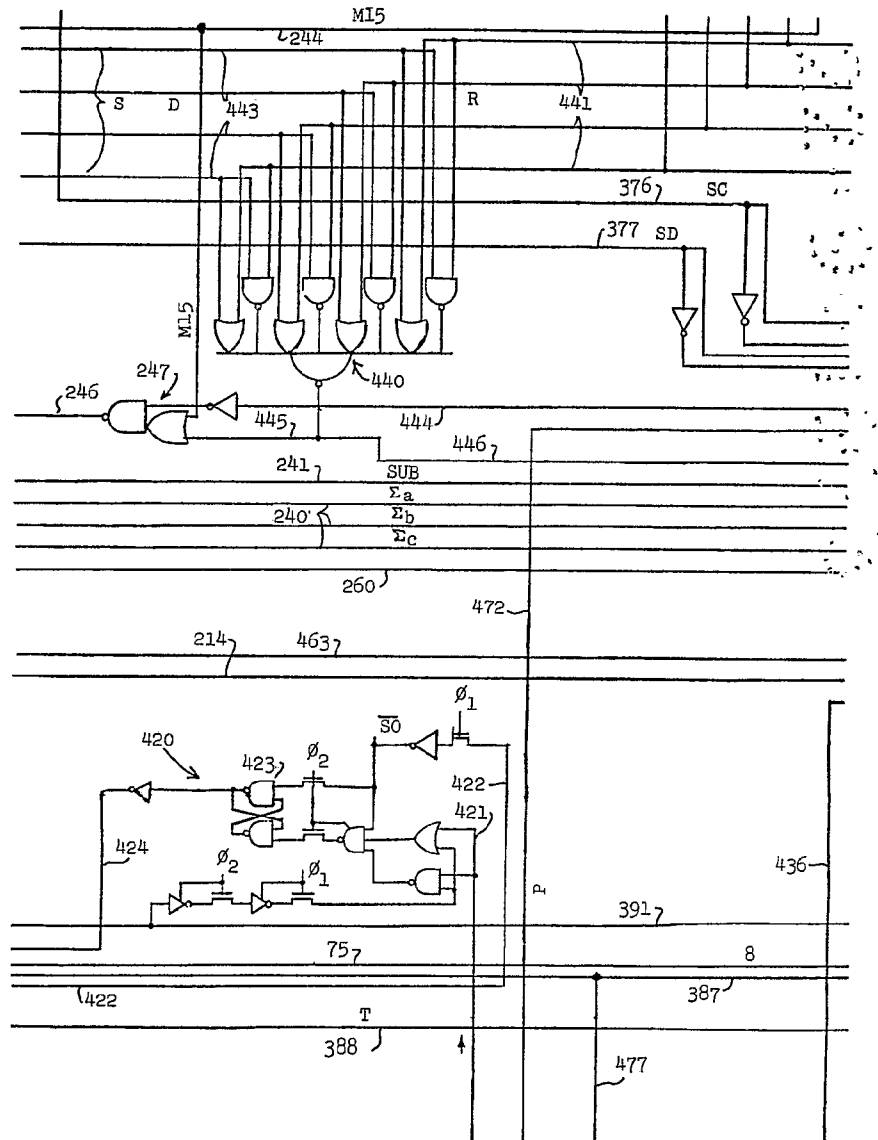 MI5
244
S D 443 R 441
376 SC
377 SD
MI5
440
246 247
445 444
446
241 SUB
Σa
240 Σb
Σc
260
472
214 463
Ø1
SO
420 423 Ø2
422
421
424
Ø2 Ø1
436
P
391
75 8
422 387
T
388
477